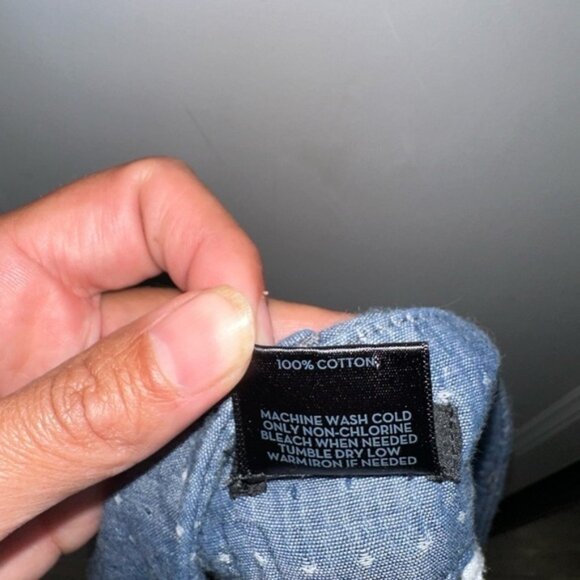 100% COTTON
MACHINE WASH COLD
ONLY NON-CHLORINE
BLEACH WHEN NEEDED
TUMBLE DRY LOW
WARMIRON IF NEEDED